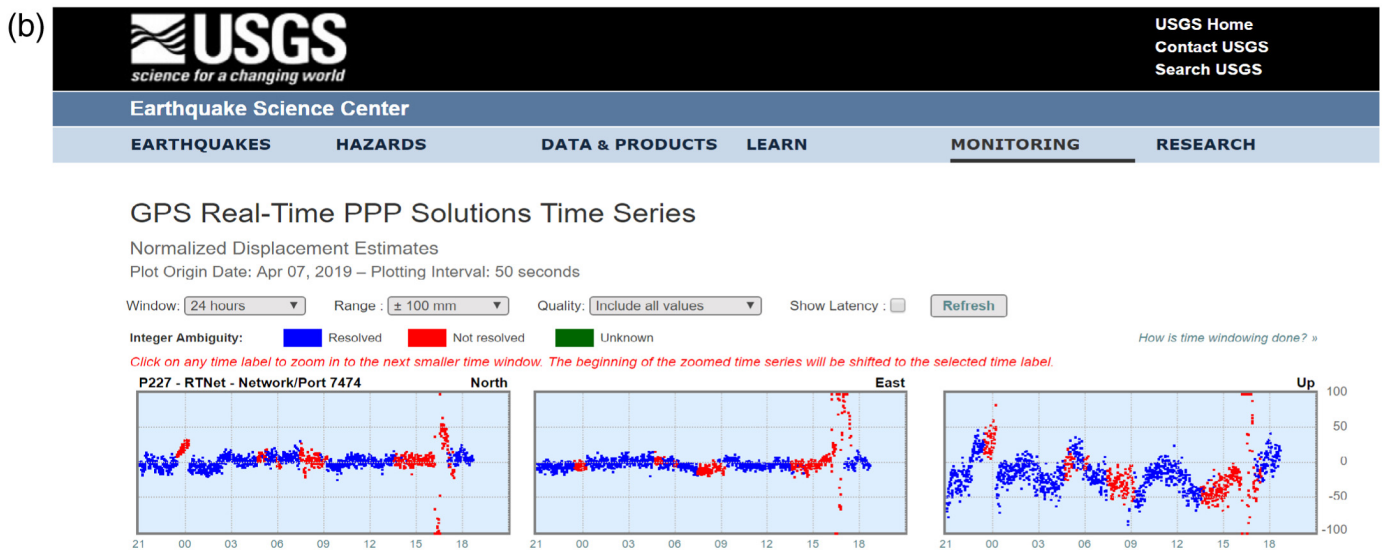 (b)
USGS
science for a changing world
USGS Home
Contact USGS
Search USGS
Earthquake Science Center
EARTHQUAKES HAZARDS DATA & PRODUCTS LEARN MONITORING RESEARCH
GPS Real-Time PPP Solutions Time Series
Normalized Displacement Estimates
Plot Origin Date: Apr 07, 2019 – Plotting Interval: 50 seconds
Window: 24 hours ▼ Range : ± 100 mm ▼ Quality: Include all values ▼ Show Latency : Refresh
Integer Ambiguity: Resolved Not resolved Unknown How is time windowing done? »
Click on any time label to zoom in to the next smaller time window. The beginning of the zoomed time series will be shifted to the selected time label.
P227 - RTNet - Network/Port 7474 North East Up
100
50
0
-50
-100
21 00 03 06 09 12 15 18 21 00 03 06 09 12 15 18 21 00 03 06 09 12 15 18